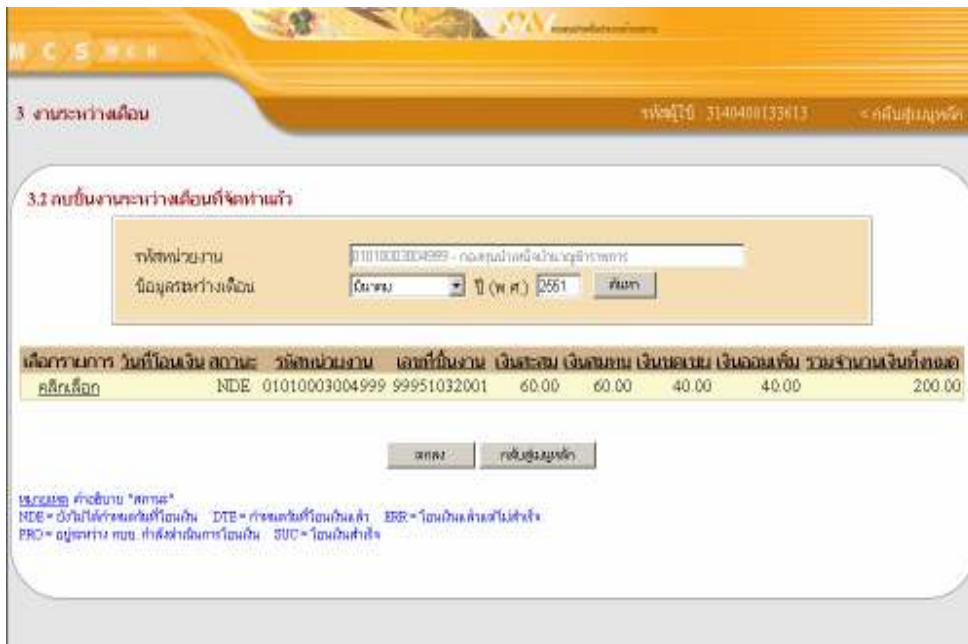 MCS WEB
3 งานระหว่างเดือน รหัสผู้ใช้ 3140400133613 < กลับสู่เมนูหลัก
3.2 ลบชิ้นงานระหว่างเดือนที่จัดทำแล้ว
รหัสหน่วยงาน 01010003004999 - กองทุนบำเหน็จบำนาญข้าราชการ
ข้อมูลระหว่างเดือน มีนาคม ปี (พ.ศ.) 2551 ค้นหา
เลือกรายการ วันที่โอนเงิน สถานะ รหัสหน่วยงาน เลขที่ชิ้นงาน เงินสะสม เงินสมทบ เงินชดเชย เงินออมเพิ่ม รวมจำนวนเงินทั้งหมด
คลิกเลือก NDE 01010003004999 99951032001 60.00 60.00 40.00 40.00 200.00
ตกลง กลับสู่เมนูหลัก
หมายเหตุ คำอธิบาย "สถานะ"
NDE = ยังไม่ได้กำหนดวันที่โอนเงิน DTE = กำหนดวันที่โอนเงินแล้ว ERR = โอนเงินแล้วแต่ไม่สำเร็จ
PRO = อยู่ระหว่าง กบข. กำลังดำเนินการโอนเงิน SUC = โอนเงินสำเร็จ